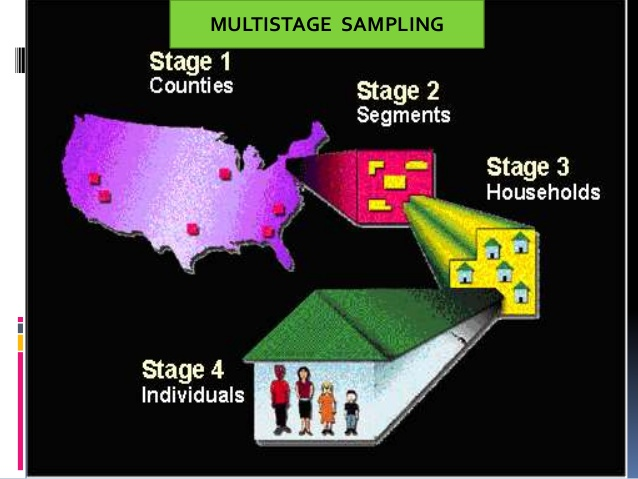 MULTISTAGE SAMPLING
Stage 1
Counties
Stage 2
Segments
Stage 3
Households
Stage 4
Individuals